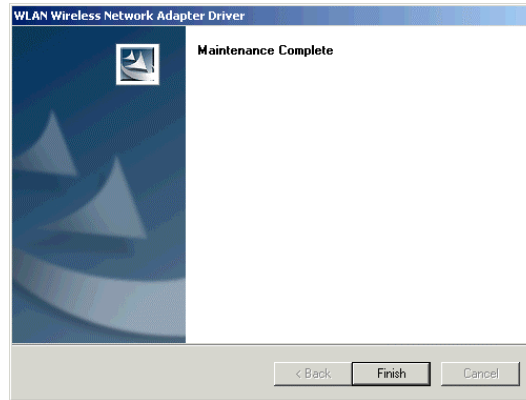 WLAN Wireless Network Adapter Driver
Maintenance Complete
< Back Finish Cancel